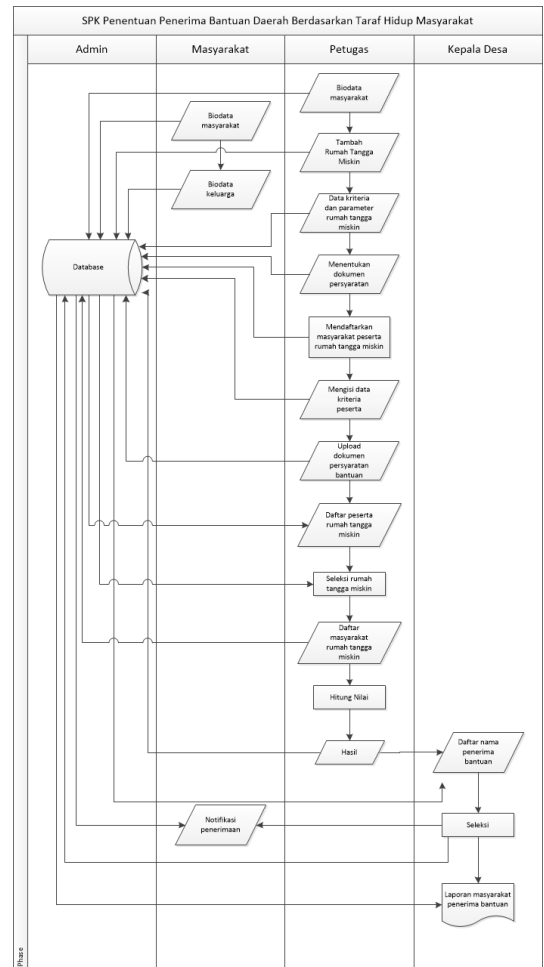 SPK Penentuan Penerima Bantuan Daerah Berdasarkan Taraf Hidup Masyarakat
Admin
Masyarakat
Petugas
Kepala Desa
Biodata
masyarakat
Biodata
masyarakat
Tambah
Rumah Tangga
Miskin
Biodata
keluarga
Data kriteria
dan parameter
rumah tangga
miskin
Database
Menentukan
dokumen
persyaratan
Mendaftarkan
masyarakat peserta
rumah tangga miskin
Mengisi data
kriteria
peserta
Upload
dokumen
persyaratan
bantuan
Daftar peserta
rumah tangga
miskin
Seleksi rumah
tangga miskin
Daftar
masyarakat
rumah tangga
miskin
Hitung Nilai
Hasil
Daftar nama
penerima
bantuan
Notifikasi
penerimaan
Seleksi
Laporan masyarakat
penerima bantuan
Phase